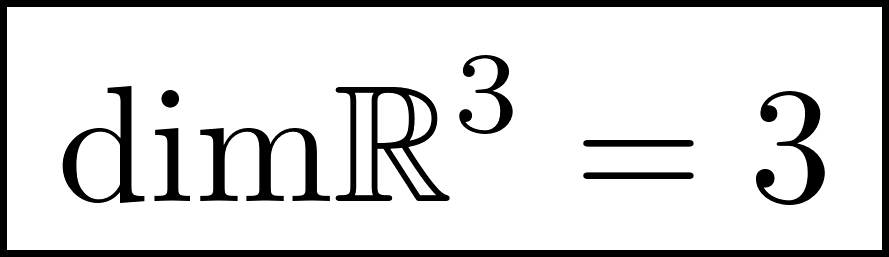 dimℝ³ = 3